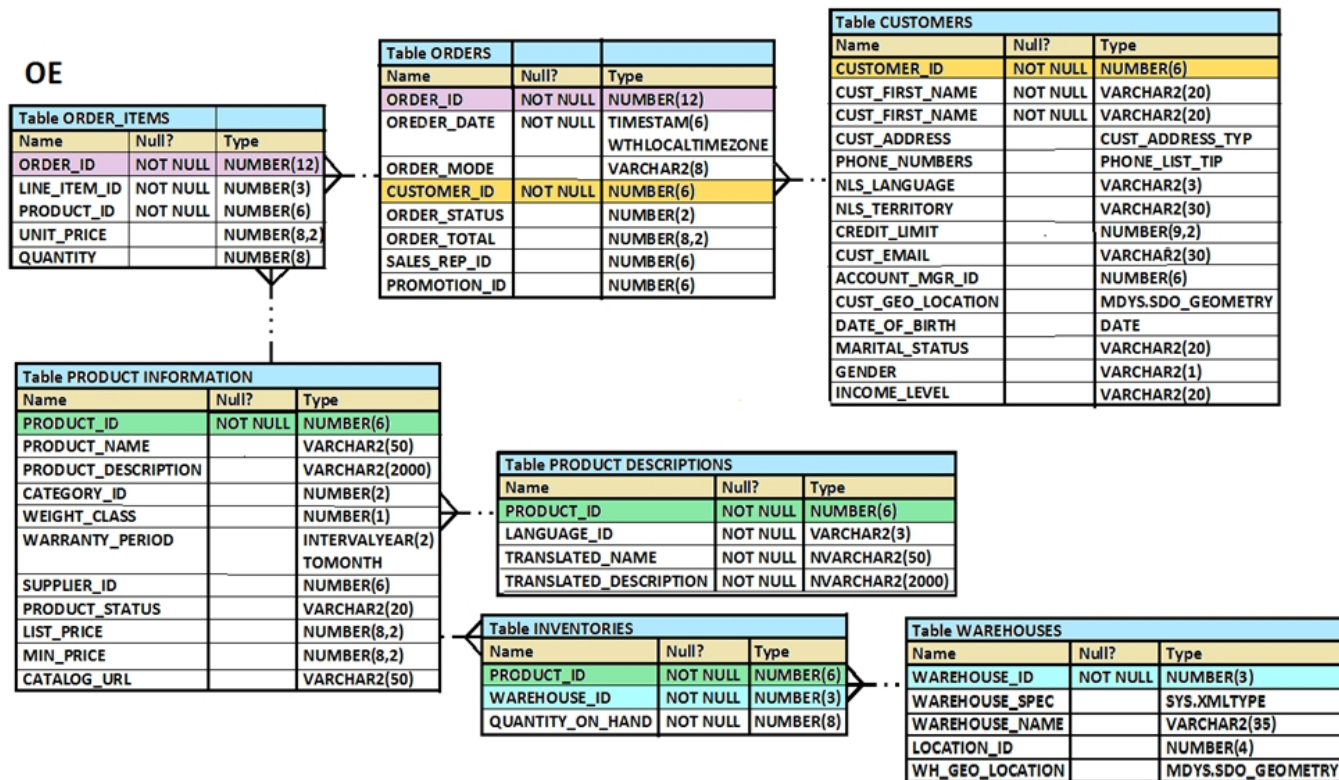 OE
Table ORDER_ITEMS
Name Null? Type
ORDER_ID NOT NULL NUMBER(12)
LINE_ITEM_ID NOT NULL NUMBER(3)
PRODUCT_ID NOT NULL NUMBER(6)
UNIT_PRICE NUMBER(8,2)
QUANTITY NUMBER(8)
Table ORDERS
Name Null? Type
ORDER_ID NOT NULL NUMBER(12)
OREDER_DATE NOT NULL TIMESTAM(6)
WTHLOCALTIMEZONE
ORDER_MODE VARCHAR2(8)
CUSTOMER_ID NOT NULL NUMBER(6)
ORDER_STATUS NUMBER(2)
ORDER_TOTAL NUMBER(8,2)
SALES_REP_ID NUMBER(6)
PROMOTION_ID NUMBER(6)
Table CUSTOMERS
Name Null? Type
CUSTOMER_ID NOT NULL NUMBER(6)
CUST_FIRST_NAME NOT NULL VARCHAR2(20)
CUST_FIRST_NAME NOT NULL VARCHAR2(20)
CUST_ADDRESS CUST_ADDRESS_TYP
PHONE_NUMBERS PHONE_LIST_TIP
NLS_LANGUAGE VARCHAR2(3)
NLS_TERRITORY VARCHAR2(30)
CREDIT_LIMIT NUMBER(9,2)
CUST_EMAIL VARCHAR2(30)
ACCOUNT_MGR_ID NUMBER(6)
CUST_GEO_LOCATION MDYS.SDO_GEOMETRY
DATE_OF_BIRTH DATE
MARITAL_STATUS VARCHAR2(20)
GENDER VARCHAR2(1)
INCOME_LEVEL VARCHAR2(20)
Table PRODUCT INFORMATION
Name Null? Type
PRODUCT_ID NOT NULL NUMBER(6)
PRODUCT_NAME VARCHAR2(50)
PRODUCT_DESCRIPTION VARCHAR2(2000)
CATEGORY_ID NUMBER(2)
WEIGHT_CLASS NUMBER(1)
WARRANTY_PERIOD INTERVALYEAR(2)
TOMONTH
SUPPLIER_ID NUMBER(6)
PRODUCT_STATUS VARCHAR2(20)
LIST_PRICE NUMBER(8,2)
MIN_PRICE NUMBER(8,2)
CATALOG_URL VARCHAR2(50)
Table PRODUCT DESCRIPTIONS
Name Null? Type
PRODUCT_ID NOT NULL NUMBER(6)
LANGUAGE_ID NOT NULL VARCHAR2(3)
TRANSLATED_NAME NOT NULL NVARCHAR2(50)
TRANSLATED_DESCRIPTION NOT NULL NVARCHAR2(2000)
Table INVENTORIES
Name Null? Type
PRODUCT_ID NOT NULL NUMBER(6)
WAREHOUSE_ID NOT NULL NUMBER(3)
QUANTITY_ON_HAND NOT NULL NUMBER(8)
Table WAREHOUSES
Name Null? Type
WAREHOUSE_ID NOT NULL NUMBER(3)
WAREHOUSE_SPEC SYS.XMLTYPE
WAREHOUSE_NAME VARCHAR2(35)
LOCATION_ID NUMBER(4)
WH_GEO_LOCATION MDYS.SDO_GEOMETRY